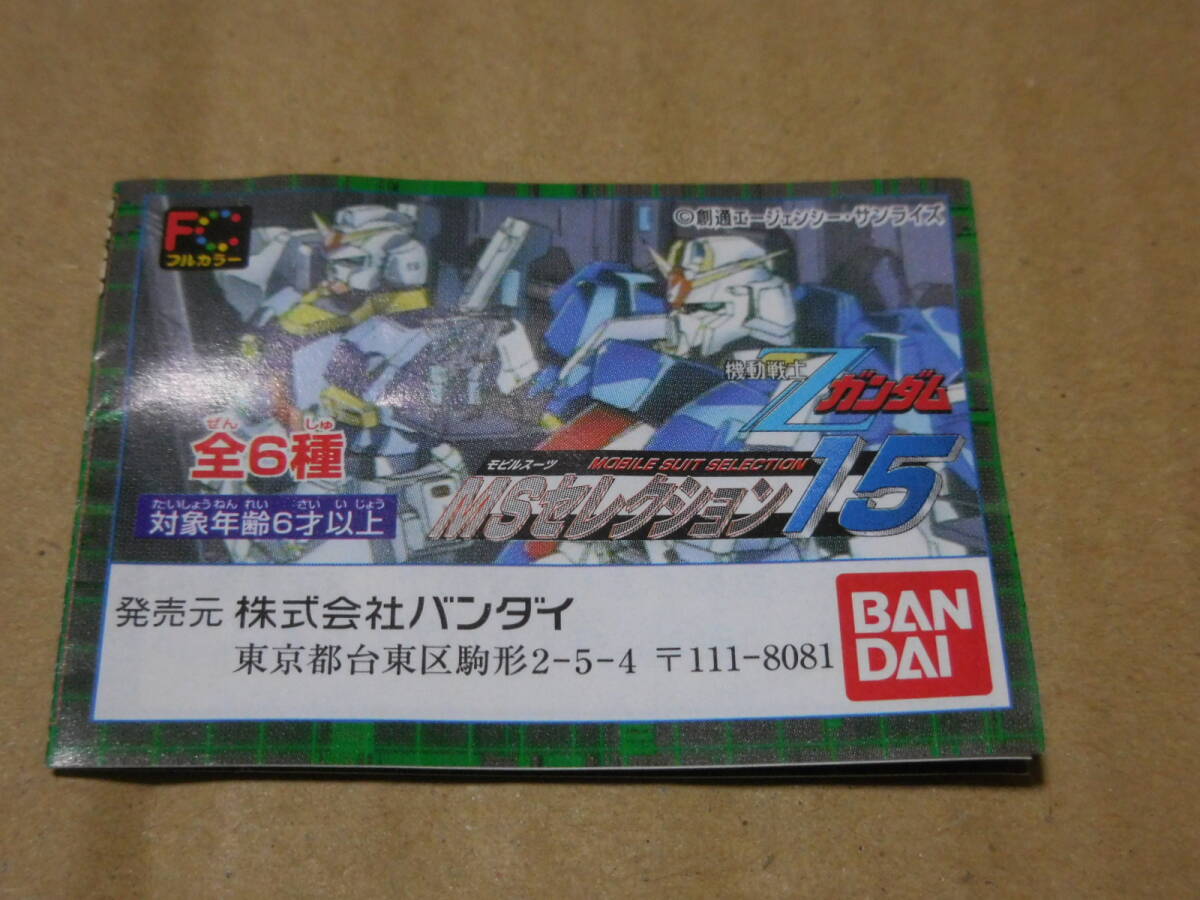 FC
フルカラー
©創通エージェンシー・サンライズ
機動戦士
Zガンダム
ぜん しゅ
全6種
たいしょうねんれい さい いじょう
対象年齢6才以上
モビルスーツ MOBILE SUIT SELECTION
MSセレクション15
発売元 株式会社バンダイ
東京都台東区駒形2-5-4 〒111-8081
BAN
DAI